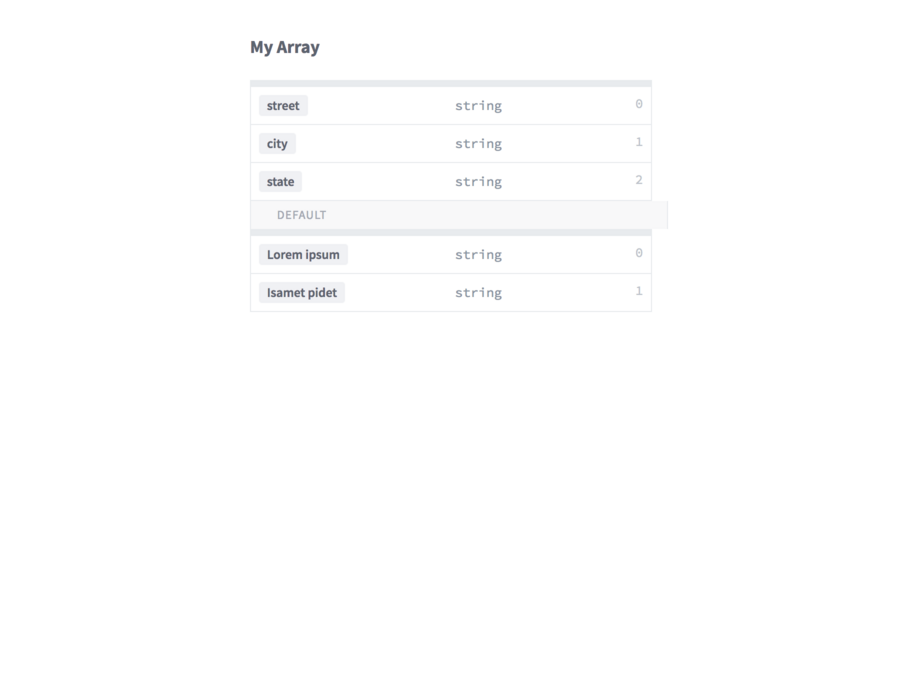 My Array
street string 0
city string 1
state string 2
DEFAULT
Lorem ipsum string 0
Isamet pidet string 1